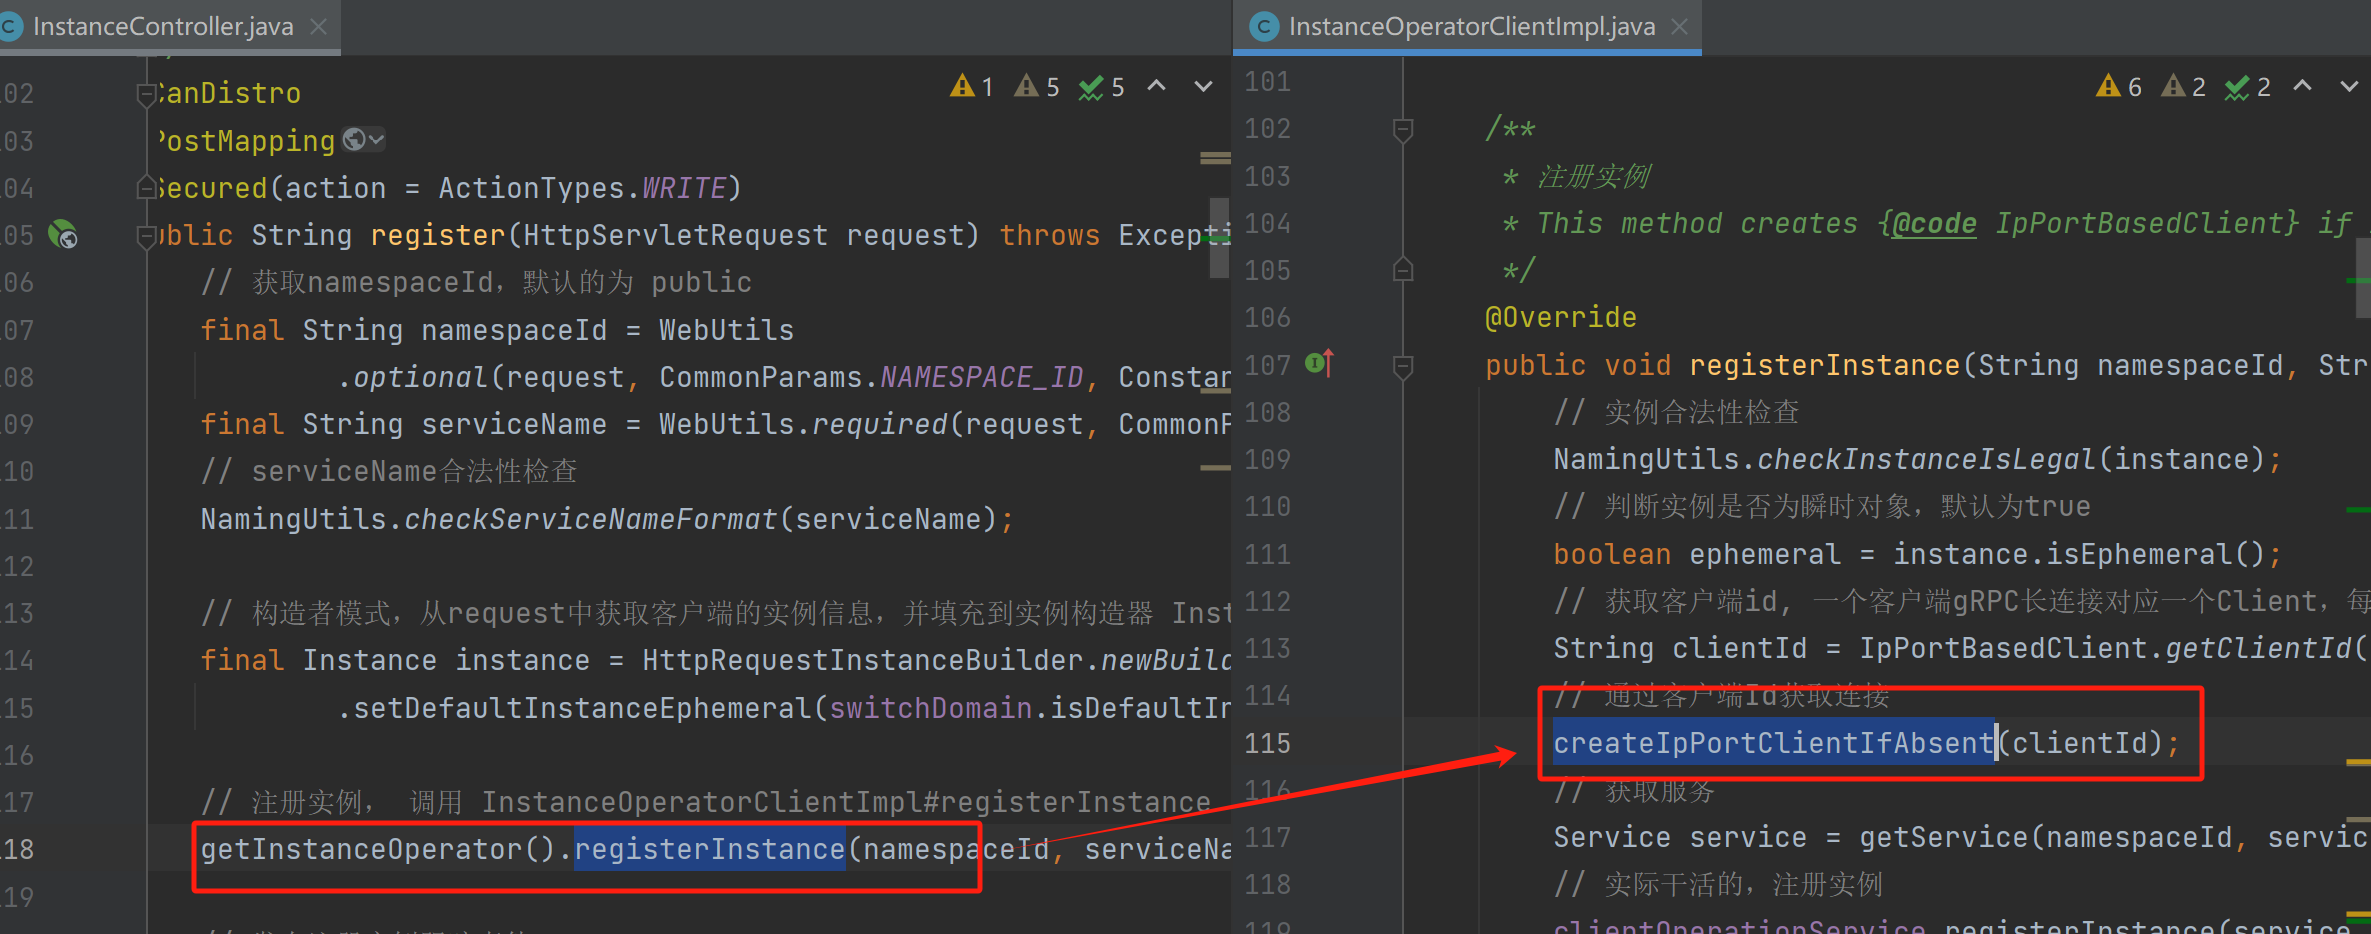 InstanceController.java
1 5 5
02 CanDistro
03 PostMapping
04 Secured(action = ActionTypes.WRITE)
05 ublic String register(HttpServletRequest request) throws Excepti
06 // 获取namespaceId，默认的为 public
07 final String namespaceId = WebUtils
08 .optional(request, CommonParams.NAMESPACE_ID, Constan
09 final String serviceName = WebUtils.required(request, CommonP
10 // serviceName合法性检查
11 NamingUtils.checkServiceNameFormat(serviceName);
12
13 // 构造者模式，从request中获取客户端的实例信息，并填充到实例构造器 Inst
14 final Instance instance = HttpRequestInstanceBuilder.newBuild
15 .setDefaultInstanceEphemeral(switchDomain.isDefaultIn
16
17 // 注册实例， 调用 InstanceOperatorClientImpl#registerInstance
18 getInstanceOperator().registerInstance(namespaceId, serviceNa
19
InstanceOperatorClientImpl.java
6 2 2
101
102 /**
103 * 注册实例
104 * This method creates {@code IpPortBasedClient} if
105 */
106 @Override
107 public void registerInstance(String namespaceId, Str
108 // 实例合法性检查
109 NamingUtils.checkInstanceIsLegal(instance);
110 // 判断实例是否为瞬时对象，默认为true
111 boolean ephemeral = instance.isEphemeral();
112 // 获取客户端id, 一个客户端gRPC长连接对应一个Client，每
113 String clientId = IpPortBasedClient.getClientId(
114 // 通过客户端Id获取连接
115 createIpPortClientIfAbsent(clientId);
116 // 获取服务
117 Service service = getService(namespaceId, servic
118 // 实际干活的，注册实例
119 clientOperationService.registerInstance(service